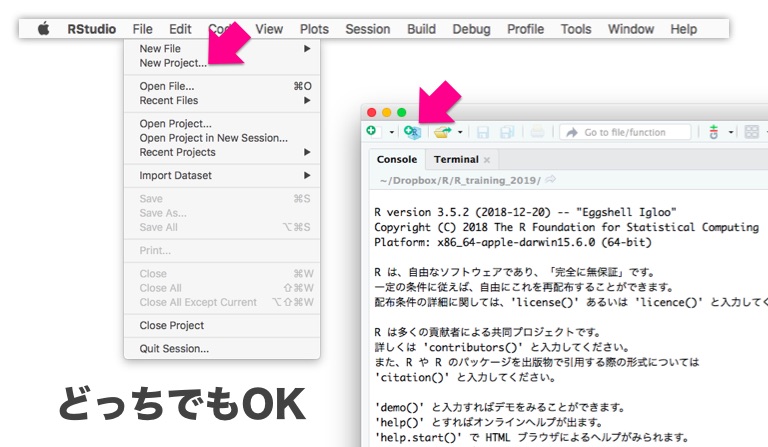 RStudio File Edit Code View Plots Session Build Debug Profile Tools Window Help
New File
New Project...
Open File... ⌘O
Recent Files
Open Project...
Open Project in New Session...
Recent Projects
Import Dataset
Save ⌘S
Save As...
Save All ⌥⌘S
Print...
Close ⌘W
Close All ⇧⌘W
Close All Except Current ⌥⇧⌘W
Close Project
Quit Session...
どっちでもOK
Go to file/function
Console Terminal
~/Dropbox/R/R_training_2019/
R version 3.5.2 (2018-12-20) -- "Eggshell Igloo"
Copyright (C) 2018 The R Foundation for Statistical Computing
Platform: x86_64-apple-darwin15.6.0 (64-bit)
R は、自由なソフトウェアであり、「完全に無保証」です。
一定の条件に従えば、自由にこれを再配布することができます。
配布条件の詳細に関しては、'license()' あるいは 'licence()' と入力してく
R は多くの貢献者による共同プロジェクトです。
詳しくは 'contributors()' と入力してください。
また、R や R のパッケージを出版物で引用する際の形式については
'citation()' と入力してください。
'demo()' と入力すればデモをみることができます。
'help()' とすればオンラインヘルプが出ます。
'help.start()' で HTML ブラウザによるヘルプがみられます。